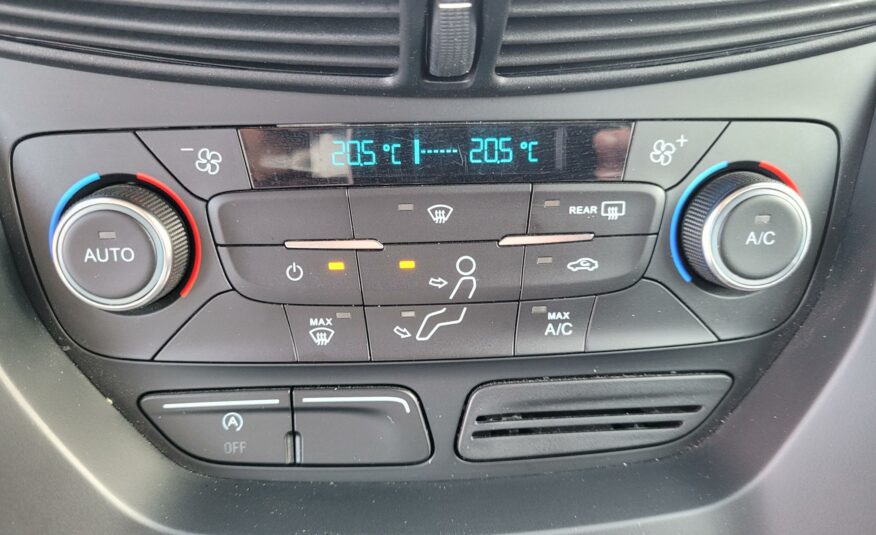 20.5 °C 20.5 °C
- +
AUTO
REAR
A/C
MAX
MAX
A/C
A
OFF